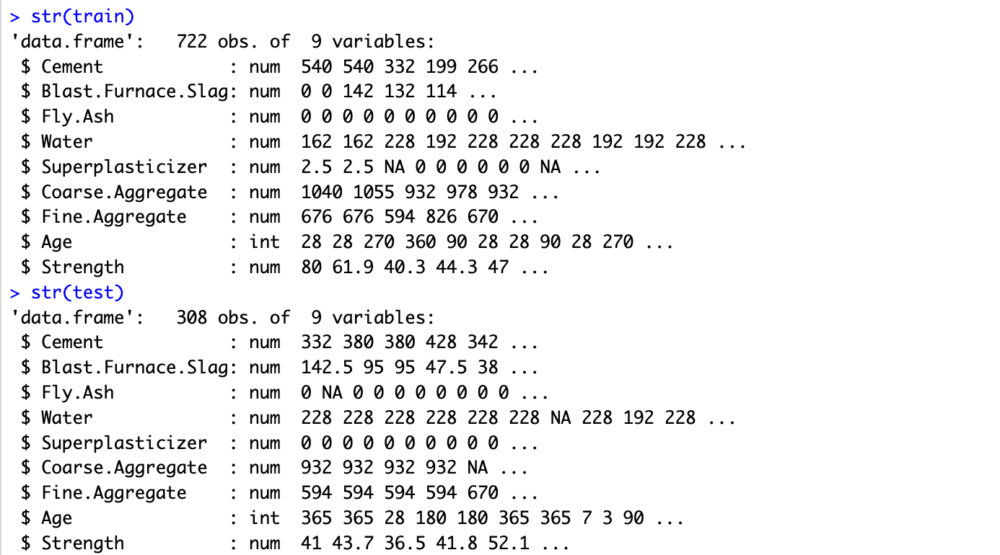 > str(train)
'data.frame':   722 obs. of  9 variables:
 $ Cement            : num  540 540 332 199 266 ...
 $ Blast.Furnace.Slag: num  0 0 142 132 114 ...
 $ Fly.Ash           : num  0 0 0 0 0 0 0 0 0 0 ...
 $ Water             : num  162 162 228 192 228 228 228 192 192 228 ...
 $ Superplasticizer  : num  2.5 2.5 NA 0 0 0 0 0 0 NA ...
 $ Coarse.Aggregate  : num  1040 1055 932 978 932 ...
 $ Fine.Aggregate    : num  676 676 594 826 670 ...
 $ Age               : int  28 28 270 360 90 28 28 90 28 270 ...
 $ Strength          : num  80 61.9 40.3 44.3 47 ...
> str(test)
'data.frame':   308 obs. of  9 variables:
 $ Cement            : num  332 380 380 428 342 ...
 $ Blast.Furnace.Slag: num  142.5 95 95 47.5 38 ...
 $ Fly.Ash           : num  0 NA 0 0 0 0 0 0 0 0 ...
 $ Water             : num  228 228 228 228 228 228 NA 228 192 228 ...
 $ Superplasticizer  : num  0 0 0 0 0 0 0 0 0 0 ...
 $ Coarse.Aggregate  : num  932 932 932 932 NA ...
 $ Fine.Aggregate    : num  594 594 594 594 670 ...
 $ Age               : int  365 365 28 180 180 365 365 7 3 90 ...
 $ Strength          : num  41 43.7 36.5 41.8 52.1 ...